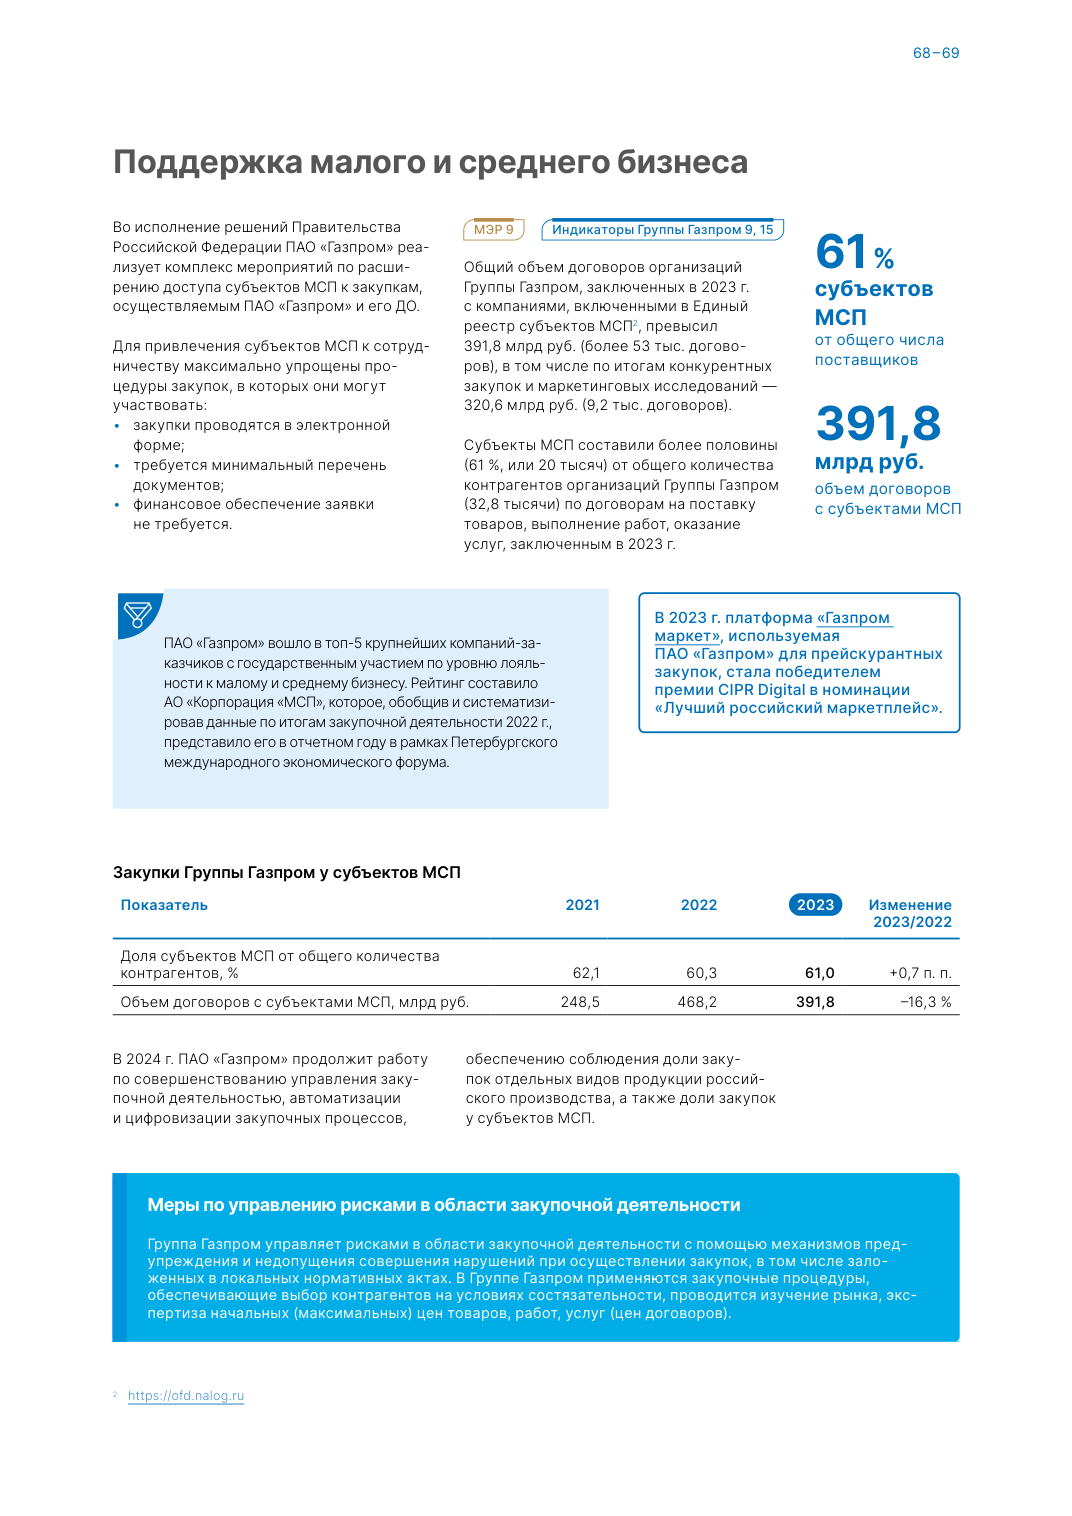 68–69
Поддержка малого и среднего бизнеса
Во исполнение решений Правительства
Российской Федерации ПАО «Газпром» реа-
лизует комплекс мероприятий по расши-
рению доступа субъектов МСП к закупкам,
осуществляемым ПАО «Газпром» и его ДО.
Для привлечения субъектов МСП к сотруд-
ничеству максимально упрощены про-
цедуры закупок, в которых они могут
участвовать:
• закупки проводятся в электронной
форме;
• требуется минимальный перечень
документов;
• финансовое обеспечение заявки
не требуется.
МЭР 9
Индикаторы Группы Газпром 9, 15
Общий объем договоров организаций
Группы Газпром, заключенных в 2023 г.
с компаниями, включенными в Единый
реестр субъектов МСП², превысил
391,8 млрд руб. (более 53 тыс. догово-
ров), в том числе по итогам конкурентных
закупок и маркетинговых исследований —
320,6 млрд руб. (9,2 тыс. договоров).
Субъекты МСП составили более половины
(61 %, или 20 тысяч) от общего количества
контрагентов организаций Группы Газпром
(32,8 тысячи) по договорам на поставку
товаров, выполнение работ, оказание
услуг, заключенным в 2023 г.
61 %
субъектов
МСП
от общего числа
поставщиков
391,8
млрд руб.
объем договоров
с субъектами МСП
ПАО «Газпром» вошло в топ-5 крупнейших компаний-за-
казчиков с государственным участием по уровню лояль-
ности к малому и среднему бизнесу. Рейтинг составило
АО «Корпорация «МСП», которое, обобщив и систематизи-
ровав данные по итогам закупочной деятельности 2022 г.,
представило его в отчетном году в рамках Петербургского
международного экономического форума.
В 2023 г. платформа «Газпром
маркет», используемая
ПАО «Газпром» для прейскурантных
закупок, стала победителем
премии CIPR Digital в номинации
«Лучший российский маркетплейс».
Закупки Группы Газпром у субъектов МСП
Показатель 2021 2022 2023 Изменение
2023/2022
Доля субъектов МСП от общего количества
контрагентов, % 62,1 60,3 61,0 +0,7 п. п.
Объем договоров с субъектами МСП, млрд руб. 248,5 468,2 391,8 –16,3 %
В 2024 г. ПАО «Газпром» продолжит работу
по совершенствованию управления заку-
почной деятельностью, автоматизации
и цифровизации закупочных процессов,
обеспечению соблюдения доли заку-
пок отдельных видов продукции россий-
ского производства, а также доли закупок
у субъектов МСП.
Меры по управлению рисками в области закупочной деятельности
Группа Газпром управляет рисками в области закупочной деятельности с помощью механизмов пред-
упреждения и недопущения совершения нарушений при осуществлении закупок, в том числе зало-
женных в локальных нормативных актах. В Группе Газпром применяются закупочные процедуры,
обеспечивающие выбор контрагентов на условиях состязательности, проводится изучение рынка, экс-
пертиза начальных (максимальных) цен товаров, работ, услуг (цен договоров).
² https://ofd.nalog.ru